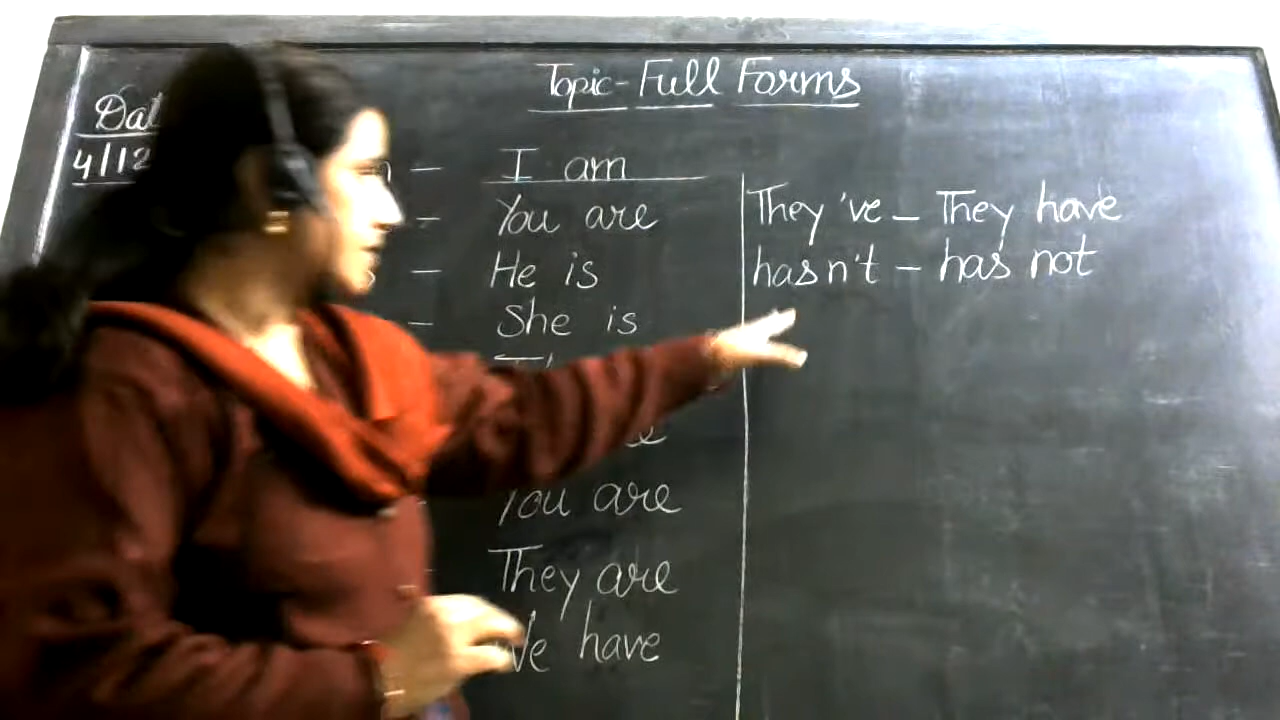 Topic - Full Forms
4/12
– I am
– You are
– He is
– She is
You are
They are
We have
They 've – They have
hasn't – has not